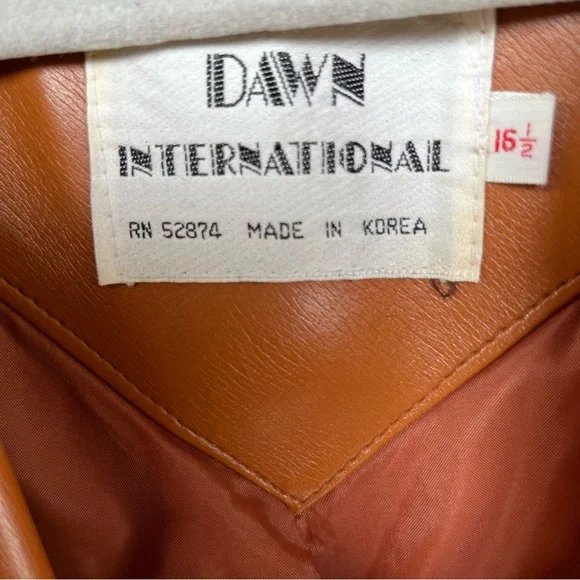 DAWN
INTERNATIONAL
RN 52874 MADE IN KOREA
16 1/2